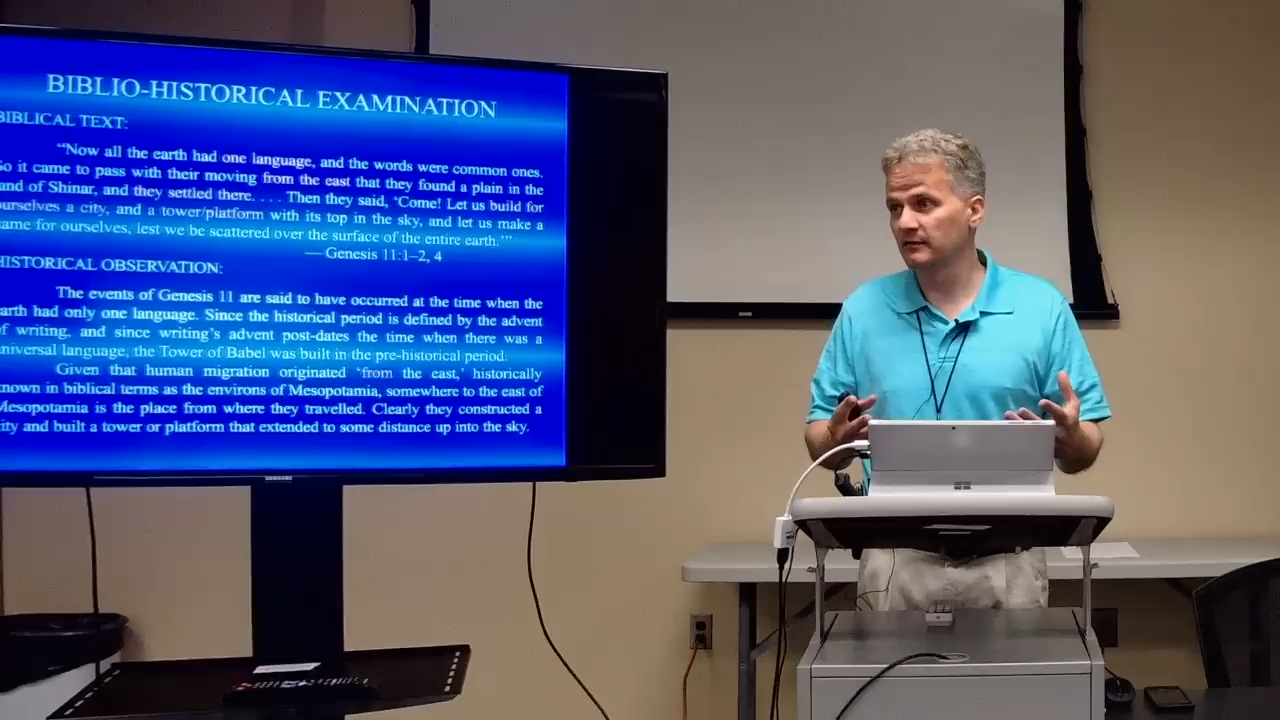 BIBLIO-HISTORICAL EXAMINATION
BIBLICAL TEXT:
“Now all the earth had one language, and the words were common ones.
So it came to pass with their moving from the east that they found a plain in the
land of Shinar, and they settled there. . . . Then they said, ‘Come! Let us build for
ourselves a city, and a tower/platform with its top in the sky, and let us make a
name for ourselves, lest we be scattered over the surface of the entire earth.’”
— Genesis 11:1–2, 4
HISTORICAL OBSERVATION:
The events of Genesis 11 are said to have occurred at the time when the
earth had only one language. Since the historical period is defined by the advent
of writing, and since writing's advent post-dates the time when there was a
universal language, the Tower of Babel was built in the pre-historical period.
Given that human migration originated ‘from the east,’ historically
known in biblical terms as the environs of Mesopotamia, somewhere to the east of
Mesopotamia is the place from where they travelled. Clearly they constructed a
city and built a tower or platform that extended to some distance up into the sky.
SAMSUNG